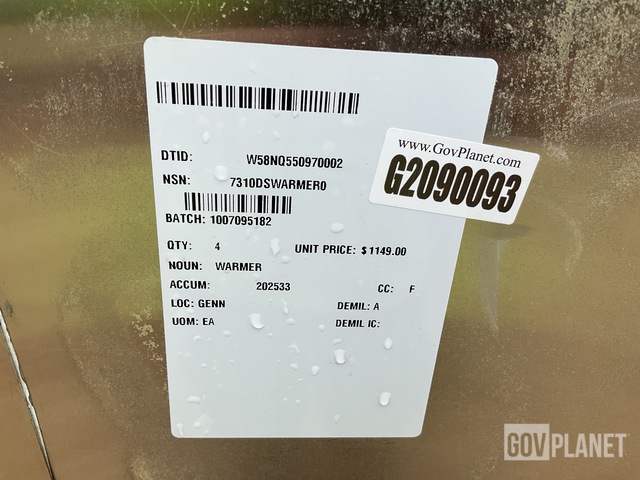 DTID: W58NQ550970002
NSN: 7310DSWARMER0
BATCH: 1007095182
QTY: 4 UNIT PRICE: $1149.00
NOUN: WARMER
ACCUM: 202533 CC: F
LOC: GENN DEMIL: A
UOM: EA DEMIL IC:
www.GovPlanet.com
G2090093
GOVPLANET